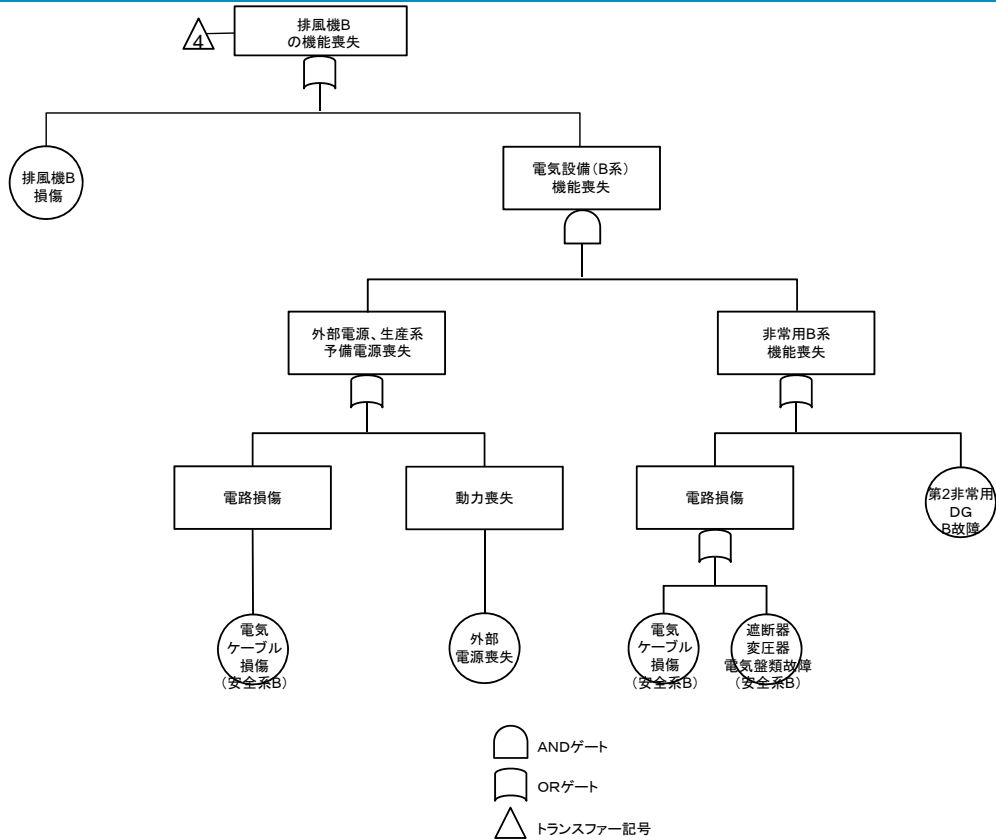 4
排風機B
の機能喪失
排風機B
損傷
電気設備(B系)
機能喪失
外部電源、生産系
予備電源喪失
非常用B系
機能喪失
電路損傷
動力喪失
電路損傷
第2非常用
DG
B故障
電気
ケーブル
損傷
(安全系B)
外部
電源喪失
電気
ケーブル
損傷
(安全系B)
遮断器
変圧器
電気盤類故障
(安全系B)
ANDゲート
ORゲート
トランスファー記号